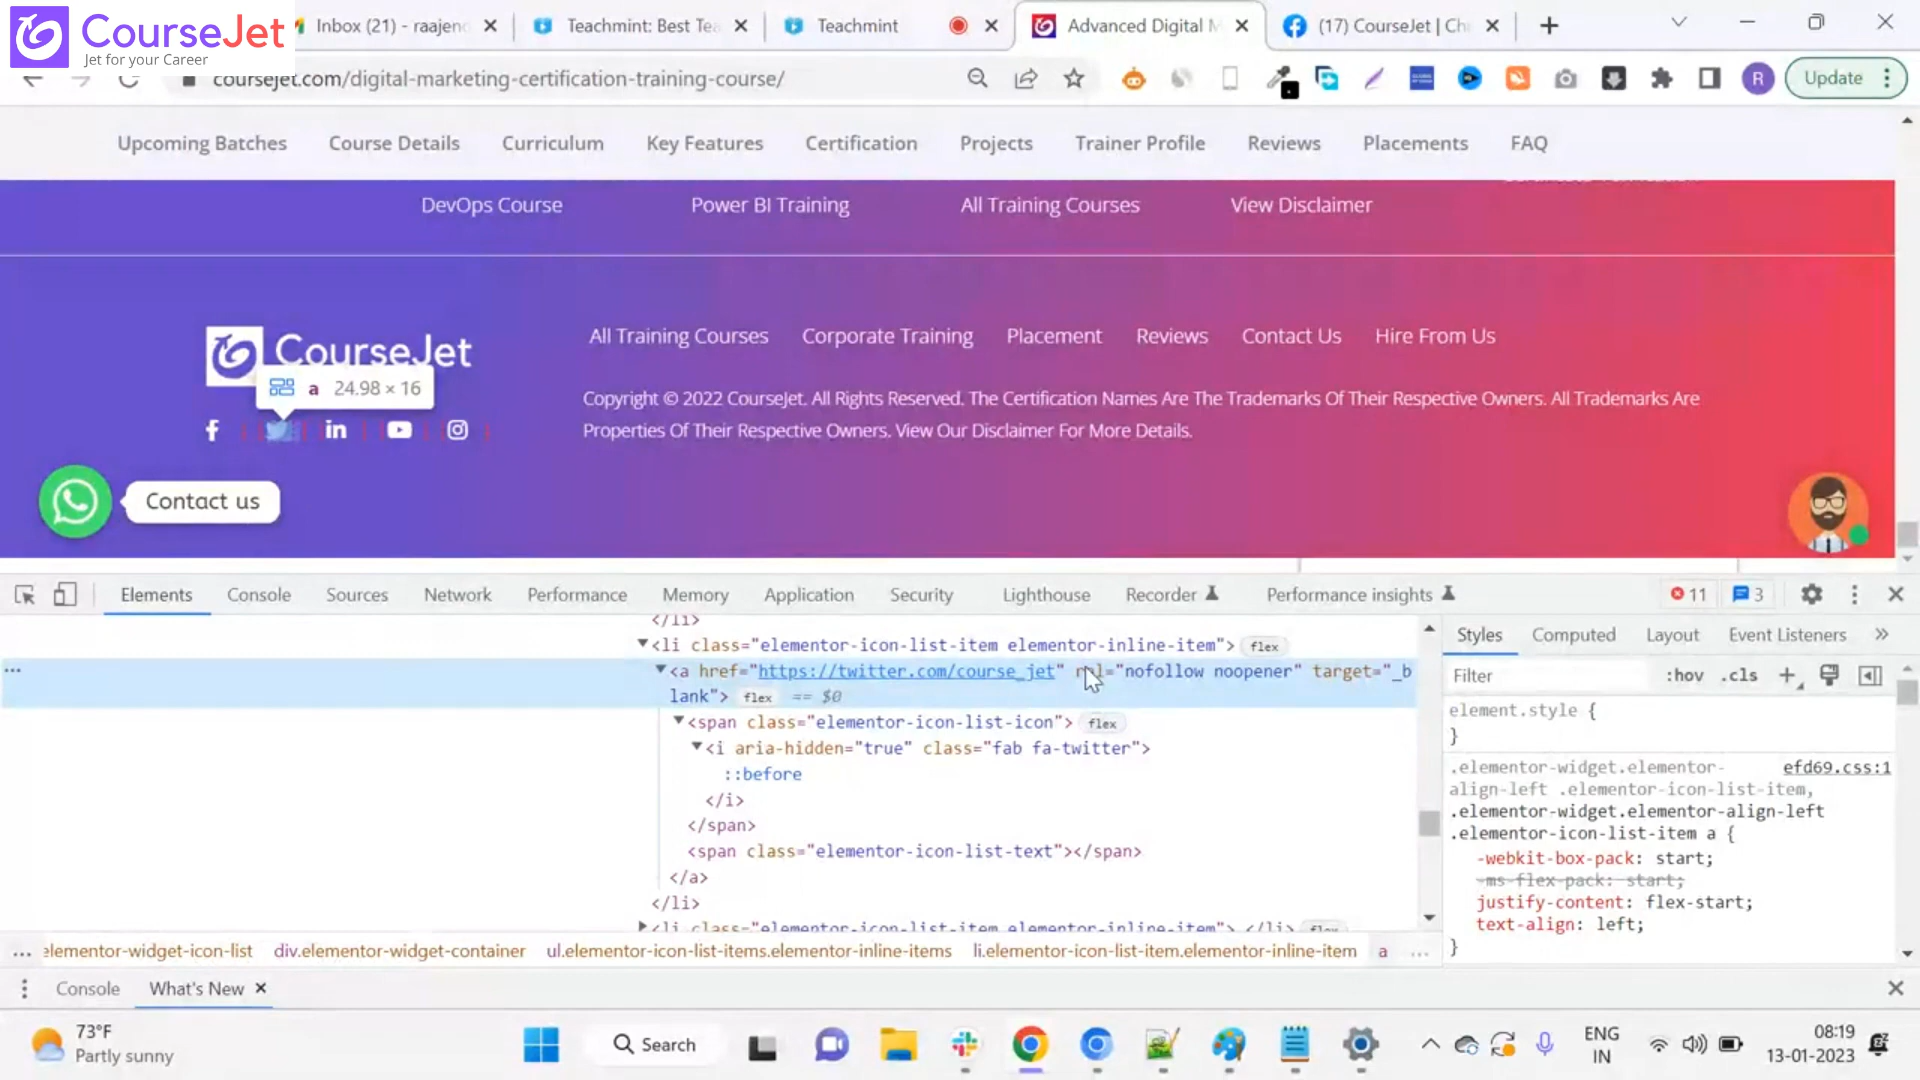 CourseJet
Jet for your Career
Inbox (21) - raajen
Teachmint: Best Tea
Teachmint
Advanced Digital M
(17) CourseJet | Ch
coursejet.com/digital-marketing-certification-training-course/
R
Update
Upcoming Batches
Course Details
Curriculum
Key Features
Certification
Projects
Trainer Profile
Reviews
Placements
FAQ
DevOps Course
Power BI Training
All Training Courses
View Disclaimer
CourseJet
a 24.98 × 16
All Training Courses
Corporate Training
Placement
Reviews
Contact Us
Hire From Us
Copyright © 2022 CourseJet. All Rights Reserved. The Certification Names Are The Trademarks Of Their Respective Owners. All Trademarks Are
Properties Of Their Respective Owners. View Our Disclaimer For More Details.
Contact us
Elements
Console
Sources
Network
Performance
Memory
Application
Security
Lighthouse
Recorder
Performance insights
11
3
</li>
<li class="elementor-icon-list-item elementor-inline-item"> flex
<a href="https://twitter.com/course_jet" rel="nofollow noopener" target="_b
lank"> flex == $0
<span class="elementor-icon-list-icon"> flex
<i aria-hidden="true" class="fab fa-twitter">
::before
</i>
</span>
<span class="elementor-icon-list-text"></span>
</a>
</li>
<li class="elementor-icon-list-item elementor-inline-item"> </li> flex
Styles
Computed
Layout
Event Listeners
»
Filter
:hov
.cls
+
element.style {
}
.elementor-widget.elementor- efd69.css:1
align-left .elementor-icon-list-item,
.elementor-widget.elementor-align-left
.elementor-icon-list-item a {
-webkit-box-pack: start;
-ms-flex-pack: start;
justify-content: flex-start;
text-align: left;
}
... elementor-widget-icon-list
div.elementor-widget-container
ul.elementor-icon-list-items.elementor-inline-items
li.elementor-icon-list-item.elementor-inline-item
a
...
Console
What's New
73°F
Partly sunny
Search
ENG
IN
08:19
13-01-2023